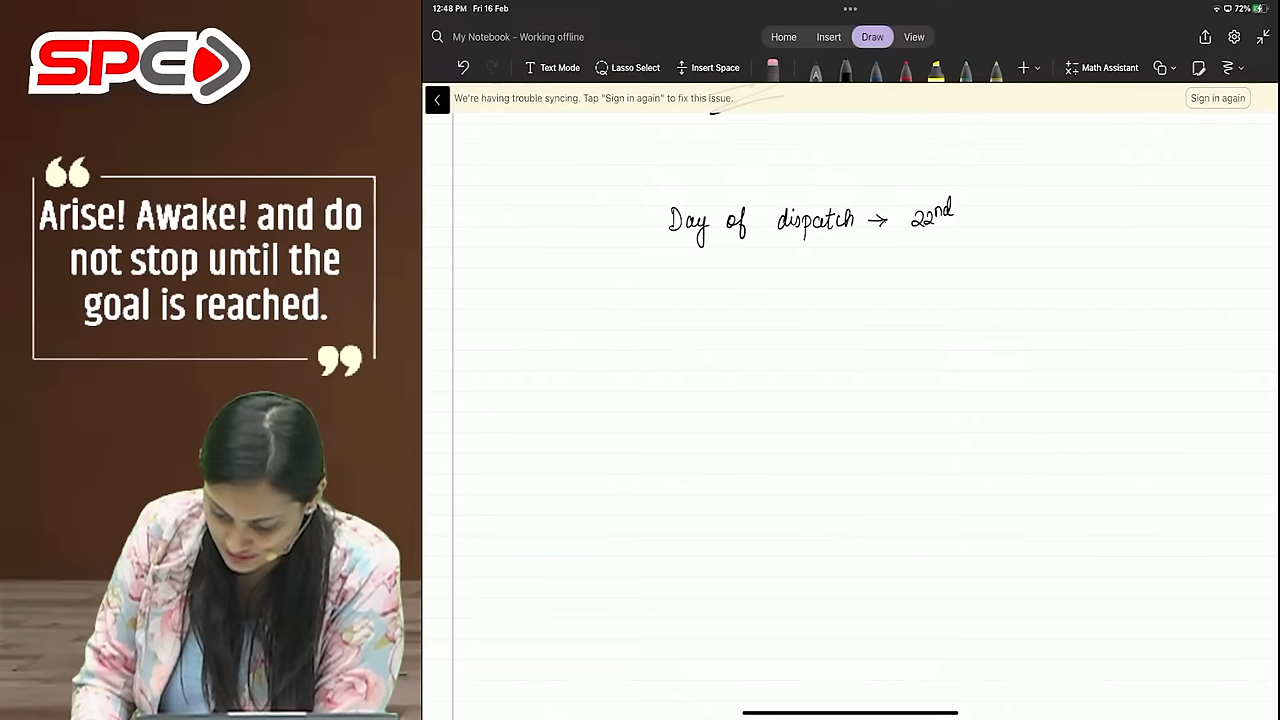 SPC
12:48 PM Fri 16 Feb
72%
My Notebook - Working offline
Home Insert Draw View
Text Mode Lasso Select Insert Space Math Assistant
We're having trouble syncing. Tap "Sign in again" to fix this issue.
Sign in again
Arise! Awake! and do
not stop until the
goal is reached.
Day of dispatch → 22nd